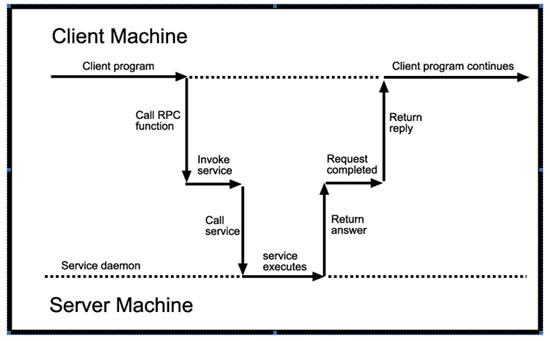 Client Machine
Client program
Client program continues
Call RPC
function
Return
reply
Invoke
service
Request
completed
Call
service
Return
answer
Service daemon
service
executes
Server Machine